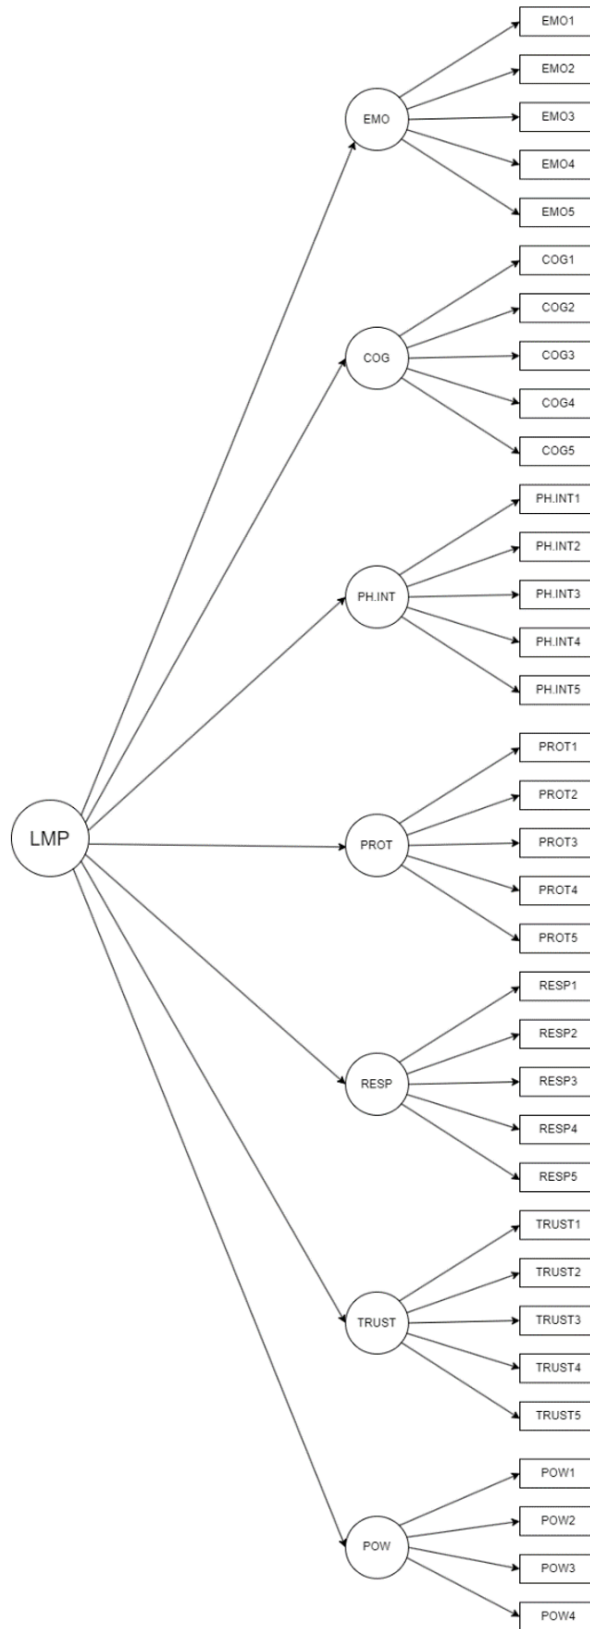 EMO1
EMO2
EMO
EMO3
EMO4
EMO5
COG1
COG2
COG
COG3
COG4
COG5
PH.INT1
PH.INT2
PH.INT
PH.INT3
PH.INT4
PH.INT5
PROT1
PROT2
LMP
PROT
PROT3
PROT4
PROT5
RESP1
RESP2
RESP
RESP3
RESP4
RESP5
TRUST1
TRUST2
TRUST
TRUST3
TRUST4
TRUST5
POW1
POW2
POW
POW3
POW4